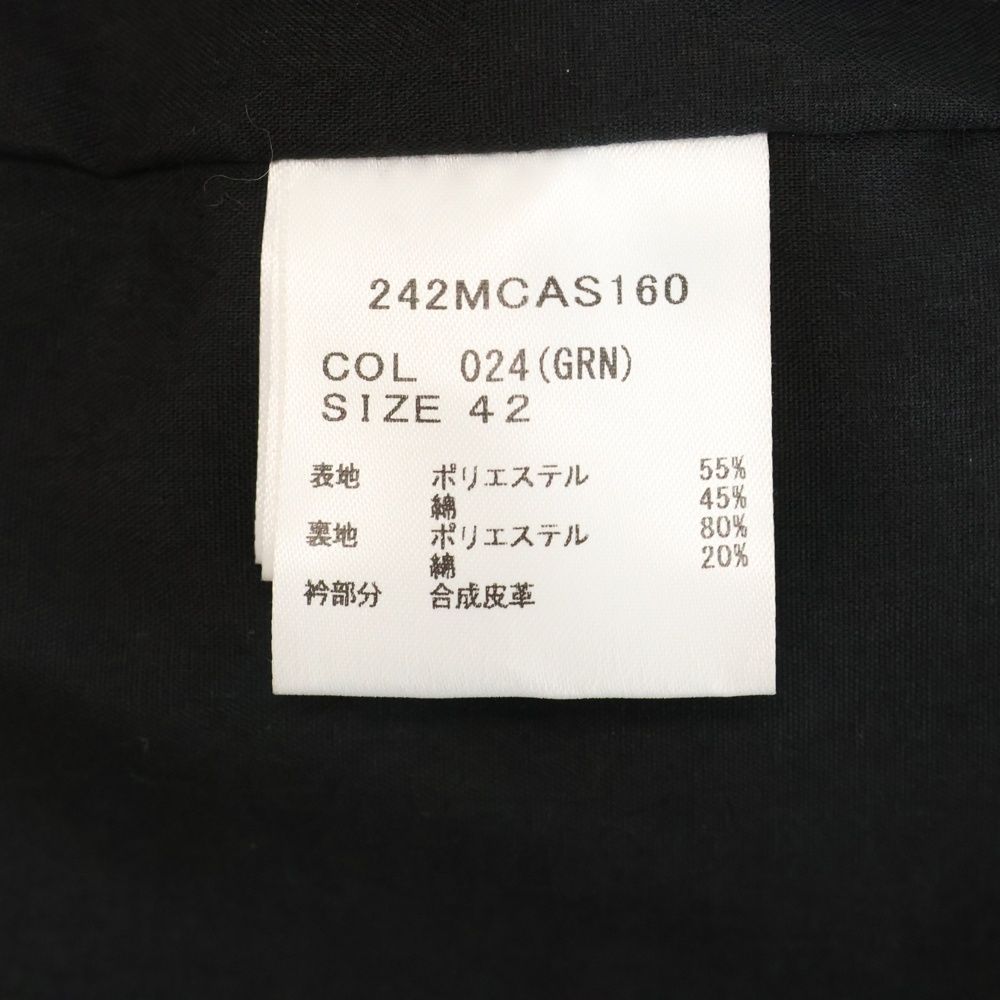 242MCAS160
COL 024(GRN)
SIZE 42
表地 ポリエステル 55%
綿 45%
裏地 ポリエステル 80%
綿 20%
衿部分 合成皮革